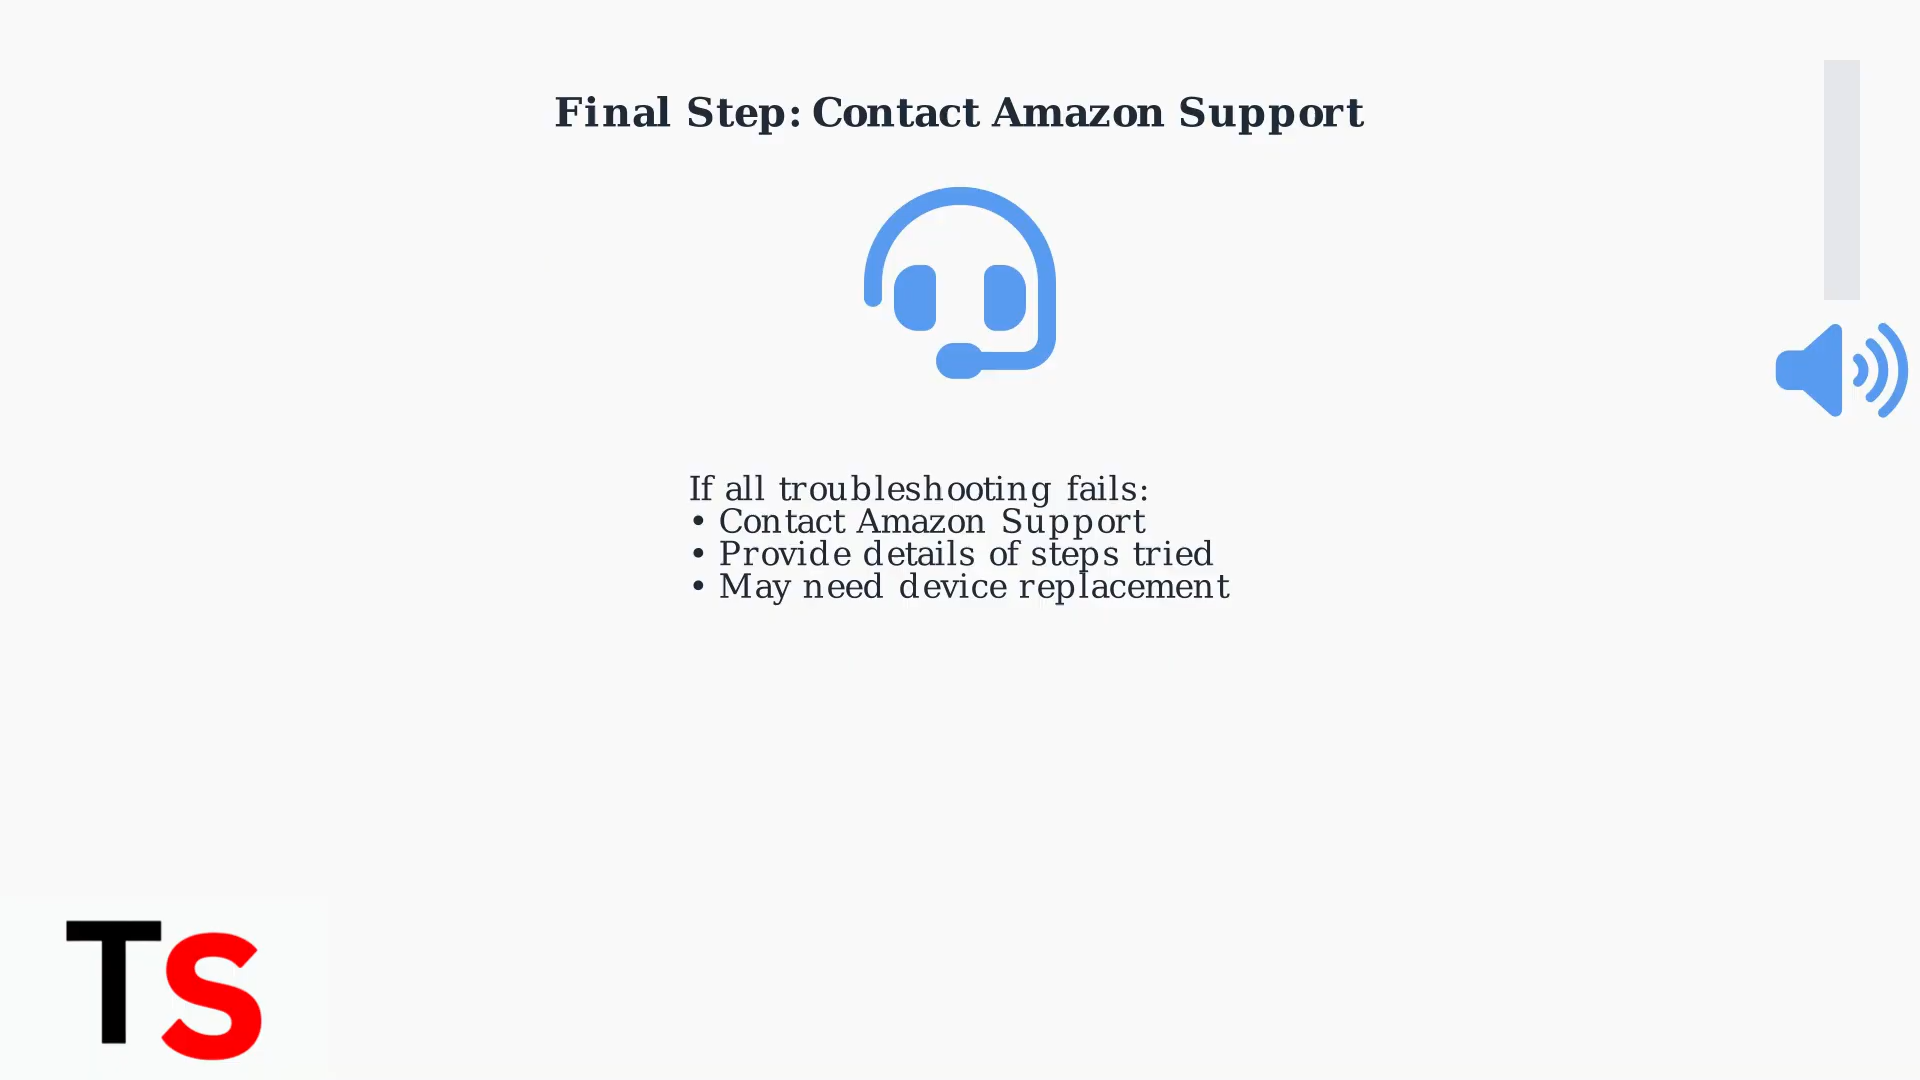 Final Step: Contact Amazon Support
If all troubleshooting fails:
• Contact Amazon Support
• Provide details of steps tried
• May need device replacement
TS